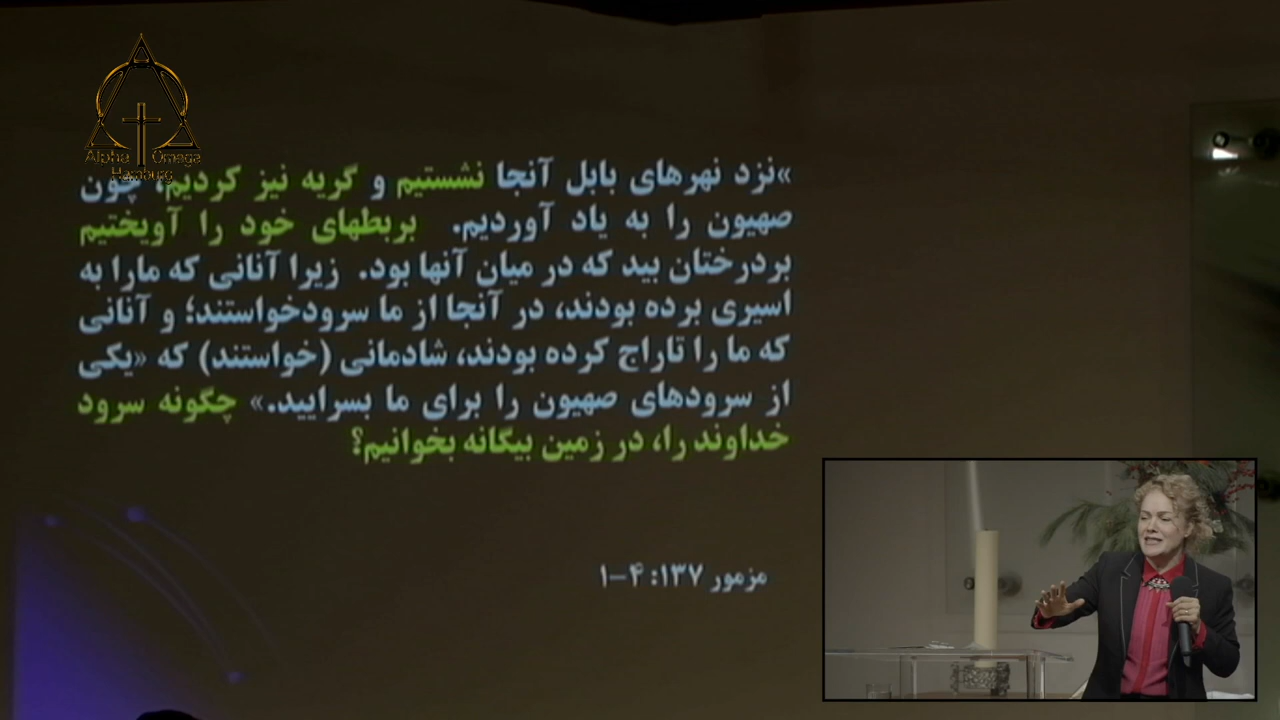 Alpha Omega
Hamburg
»نزد نهرهای بابل آنجا نشستیم و گریه نیز کردیم، چون
صهیون را به یاد آوردیم. بربطهای خود را آویختیم
بردرختان بید که در میان آنها بود. زیرا آنانی که مارا به
اسیری برده بودند، در آنجا از ما سرودخواستند؛ و آنانی
که ما را تاراج کرده بودند، شادمانی (خواستند) که «یکی
از سرودهای صهیون را برای ما بسرایید.» چگونه سرود
خداوند را، در زمین بیگانه بخوانیم؟
مزمور ۱۳۷: ۴–۱